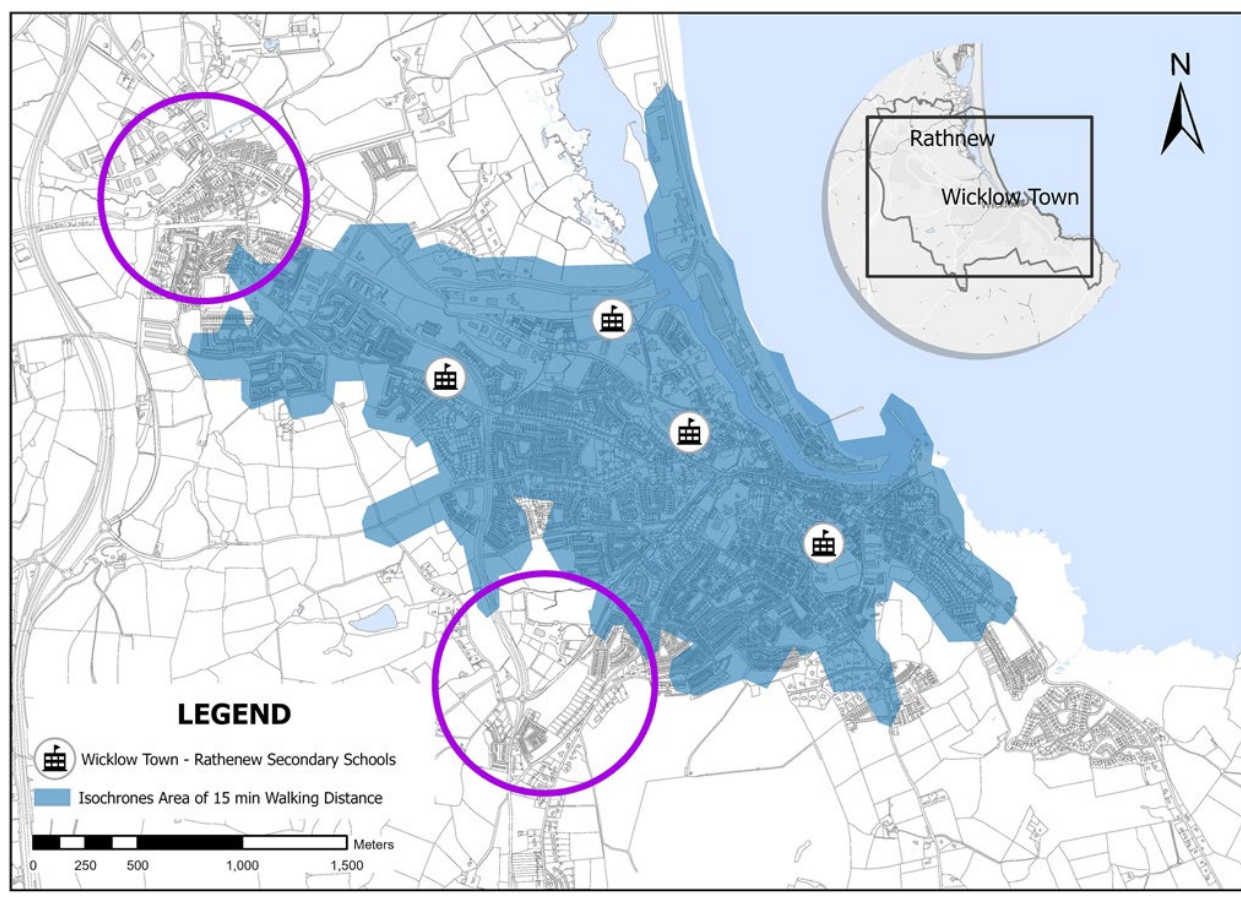 N
Rathnew
Wicklow Town
LEGEND
Wicklow Town - Rathenew Secondary Schools
Isochrones Area of 15 min Walking Distance
Meters
0 250 500 1,000 1,500